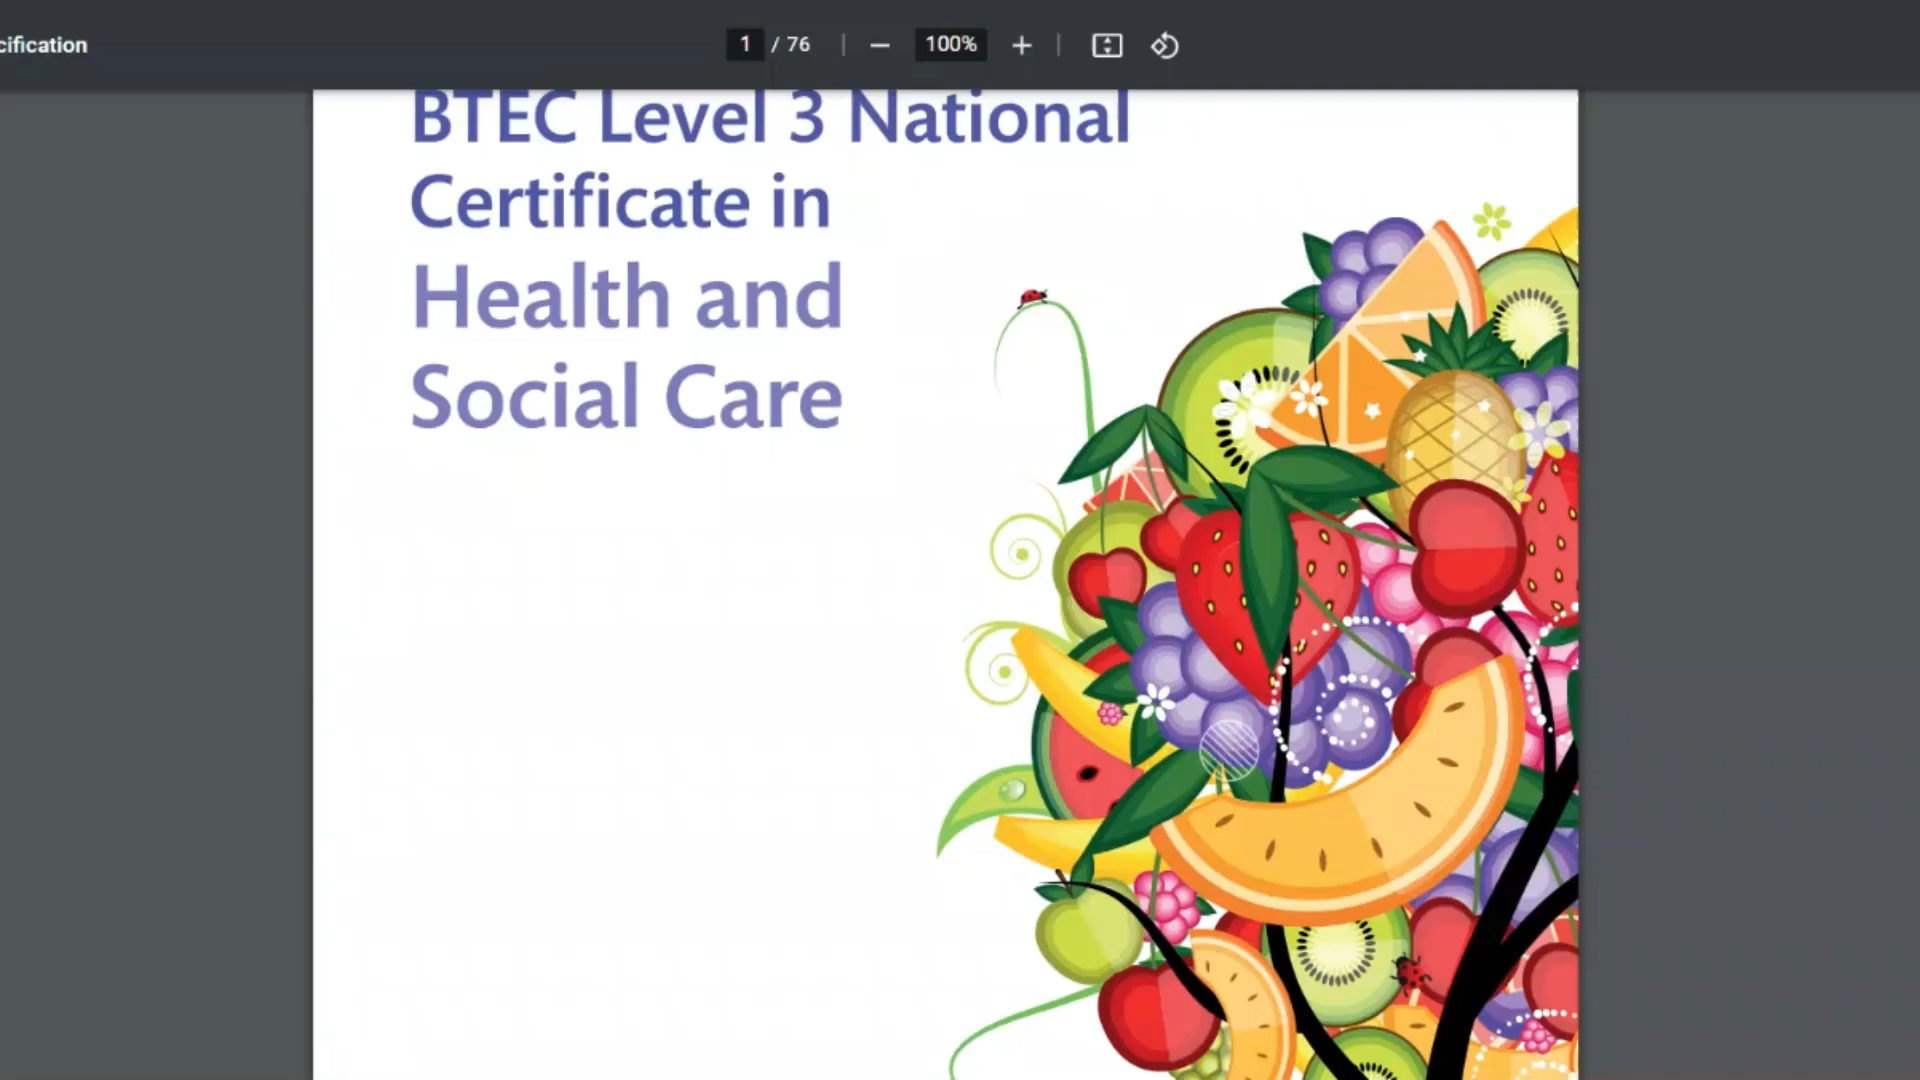 cification
1 / 76
100%
BTEC Level 3 National
Certificate in
Health and
Social Care